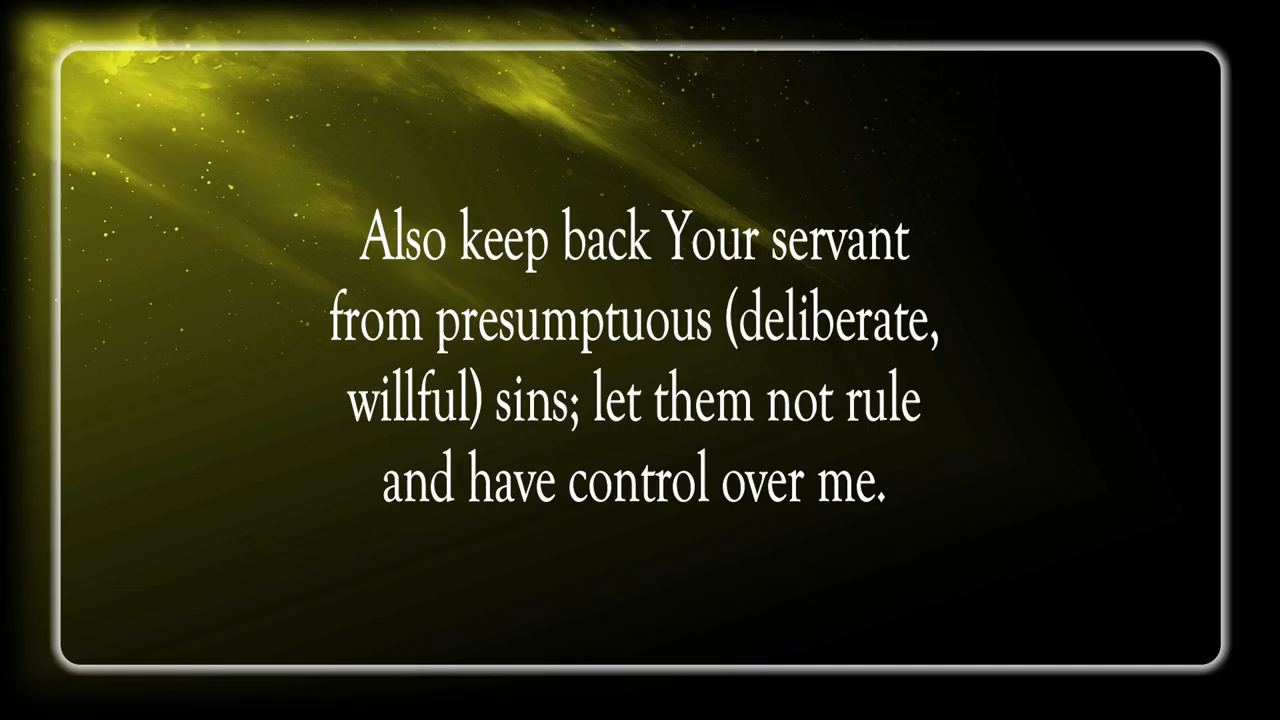 Also keep back Your servant
from presumptuous (deliberate,
willful) sins; let them not rule
and have control over me.